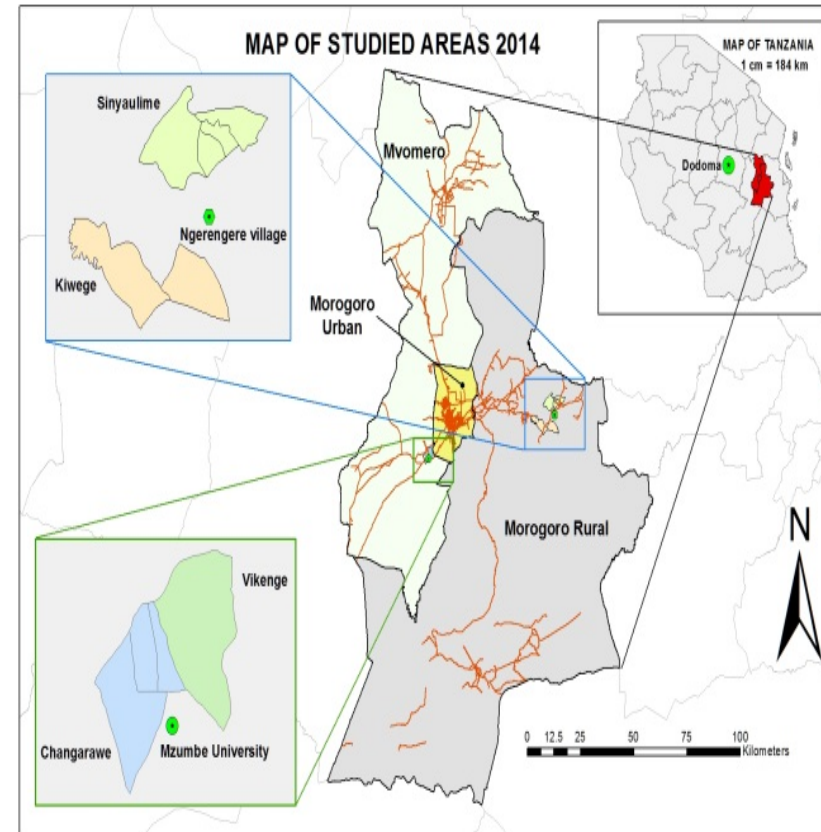 MAP OF STUDIED AREAS 2014
MAP OF TANZANIA
1 cm = 184 km
Dodoma
Sinyaulime
Ngerengere village
Kiwege
Mvomero
Morogoro
Urban
Morogoro Rural
N
Vikenge
Changarawe
Mzumbe University
0 12.5 25 50 75 100
Kilometers